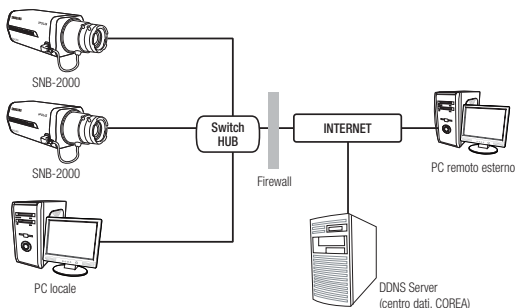 SNB-2000
SNB-2000
Switch
HUB
INTERNET
Firewall
PC remoto esterno
PC locale
DDNS Server
(centro dati, COREA)